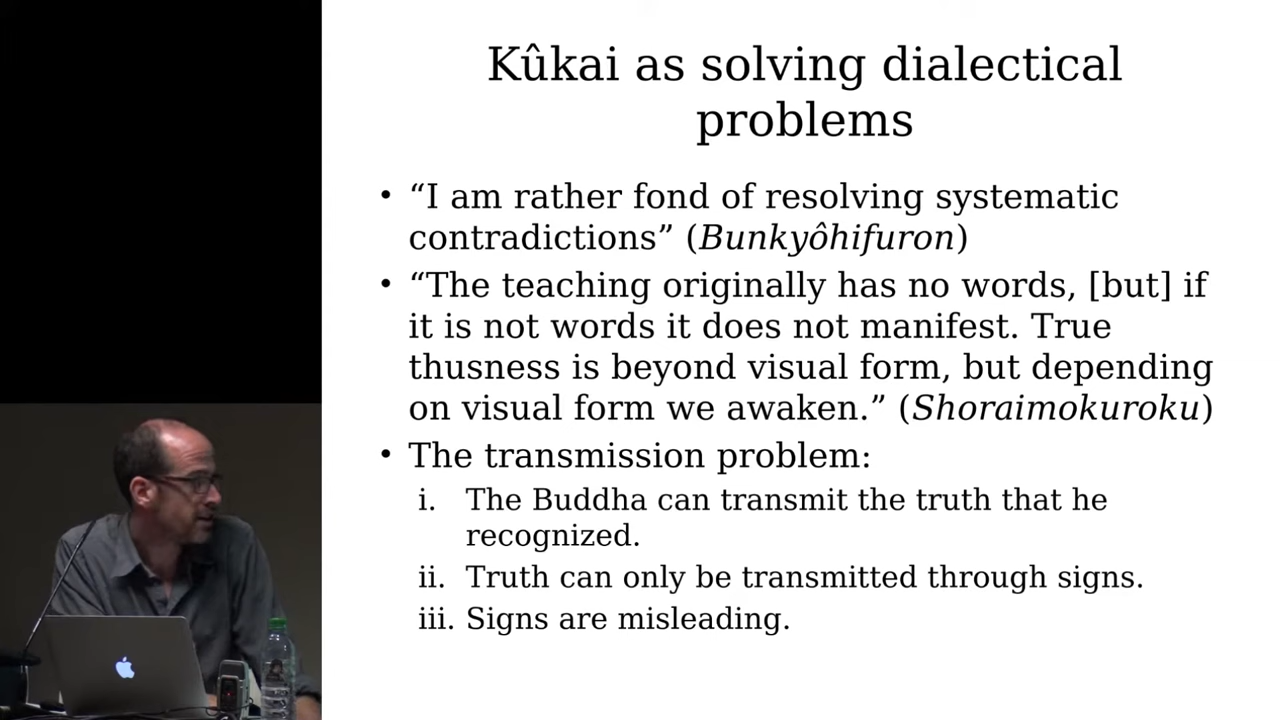 Kûkai as solving dialectical
problems
• “I am rather fond of resolving systematic
contradictions” (Bunkyôhifuron)
• “The teaching originally has no words, [but] if
it is not words it does not manifest. True
thusness is beyond visual form, but depending
on visual form we awaken.” (Shoraimokuroku)
• The transmission problem:
i. The Buddha can transmit the truth that he
recognized.
ii. Truth can only be transmitted through signs.
iii. Signs are misleading.